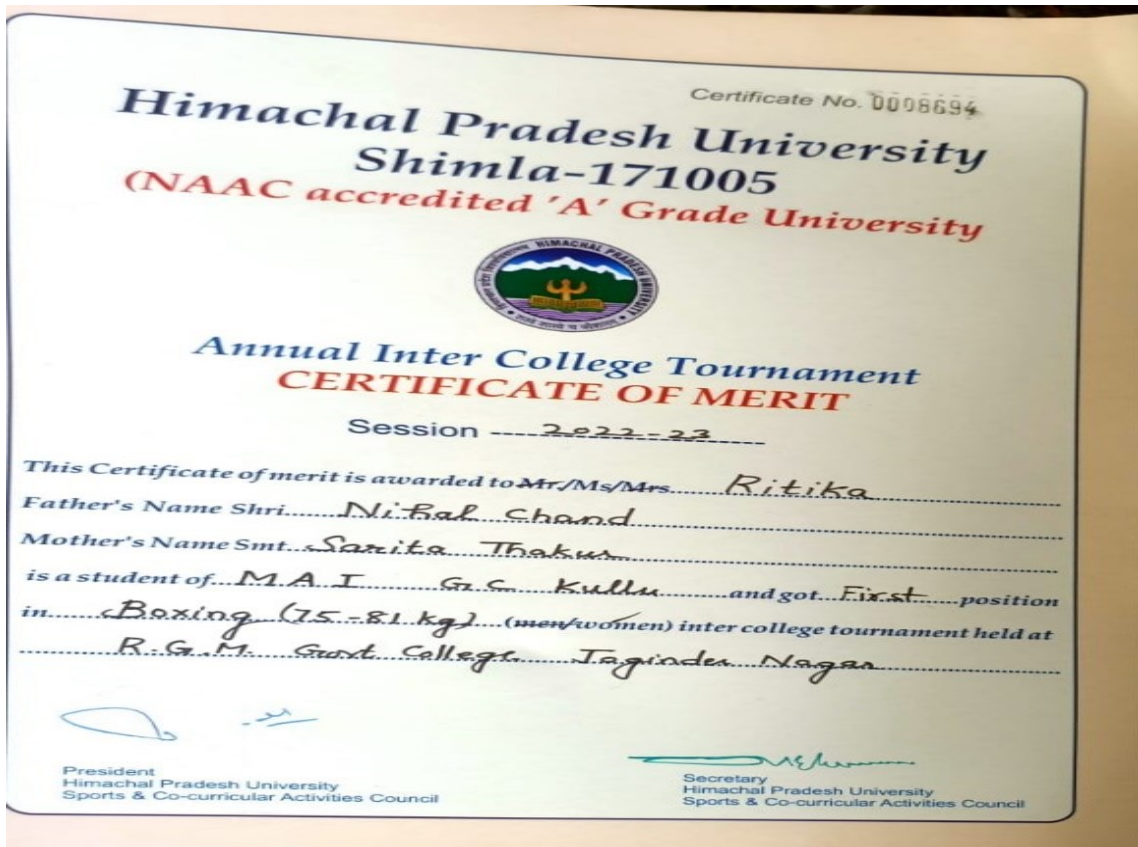 Certificate No. 0008694
Himachal Pradesh University
Shimla-171005
(NAAC accredited 'A' Grade University
HIMACHAL PRADESH UNIVERSITY
Annual Inter College Tournament
CERTIFICATE OF MERIT
Session 2022-23
This Certificate of merit is awarded to Mr./Ms/Mrs Ritika
Father's Name Shri Chand
Mother's Name Smt. Sarita Thakur
is a student of M.A.I G.C. Kullu and got First position
in Boxing (75-81 kg) (men/women) inter college tournament held at
R.G.M. Govt College Joginder Nagar
President
Himachal Pradesh University
Sports & Co-curricular Activities Council
Secretary
Himachal Pradesh University
Sports & Co-curricular Activities Council